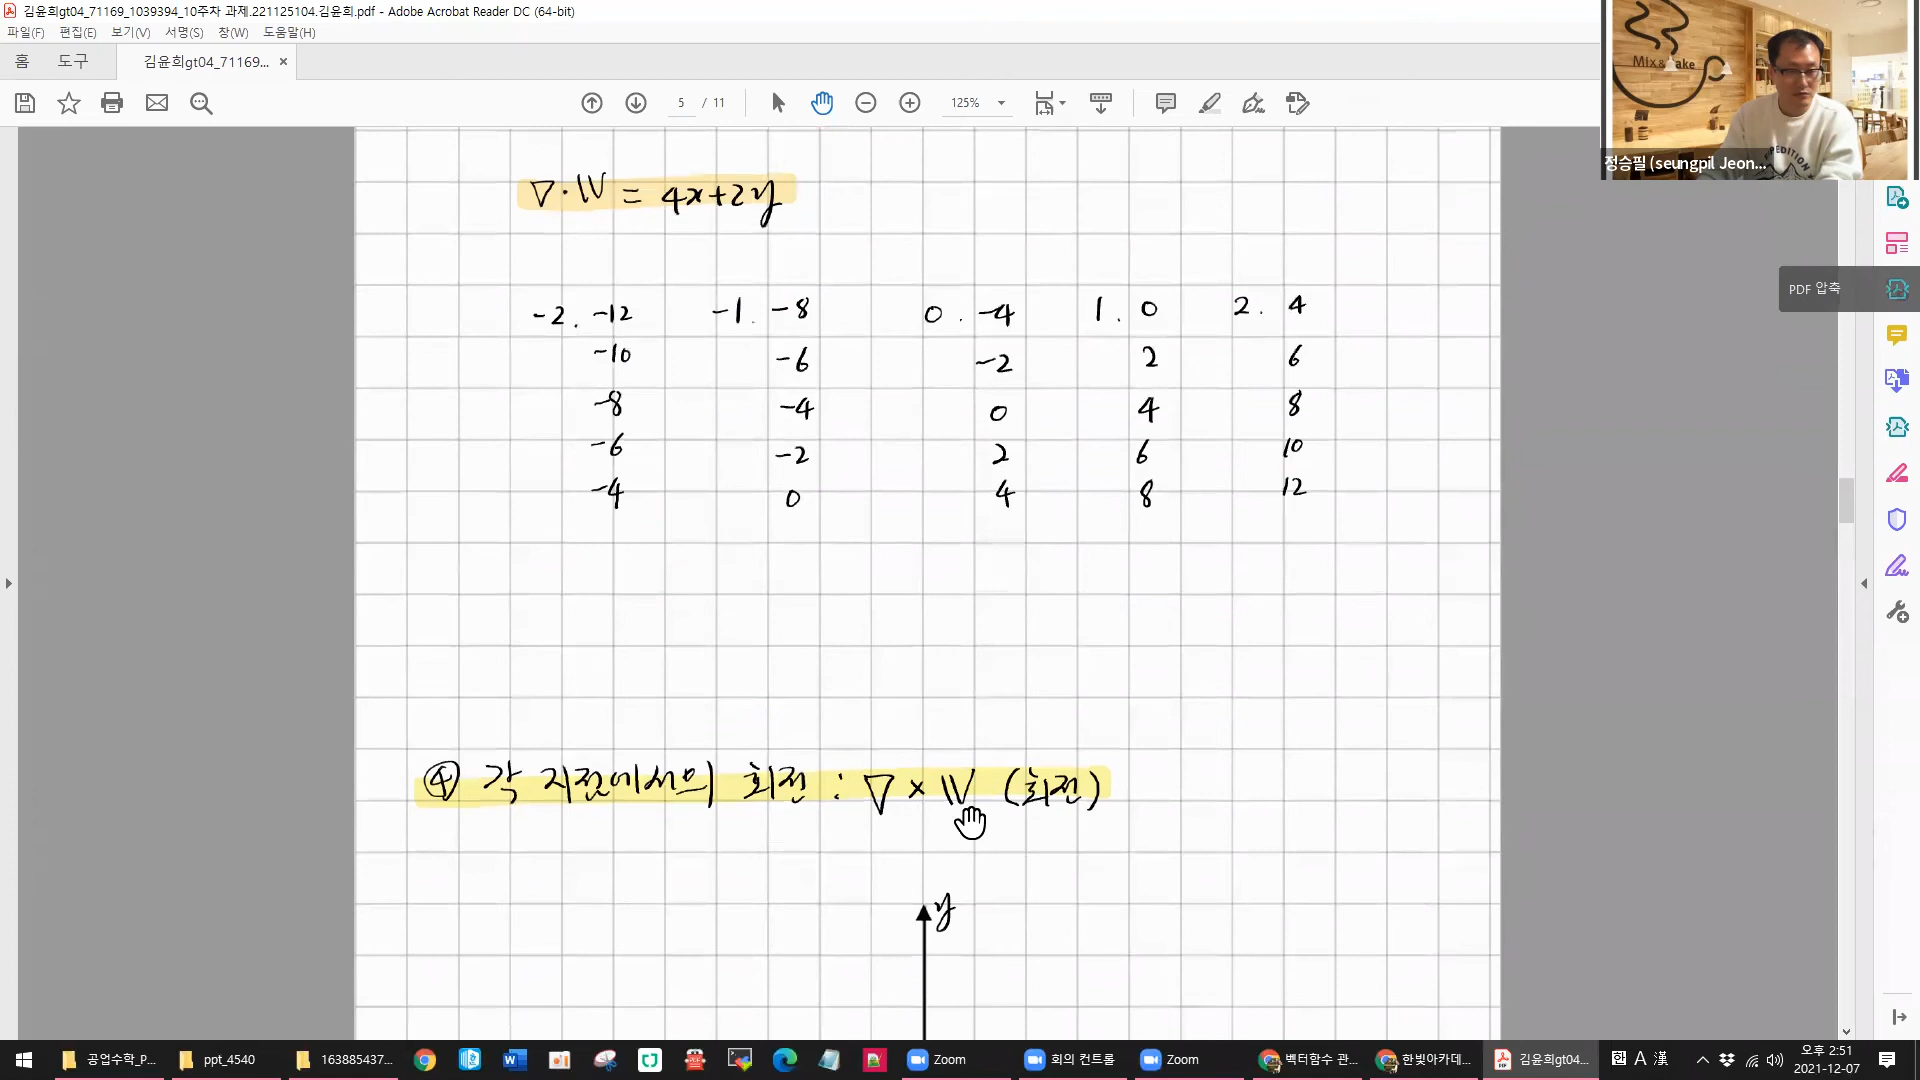 김윤희gt04_71169_1039394_10주차 과제.221125104.김윤희.pdf - Adobe Acrobat Reader DC (64-bit)
파일(F) 편집(E) 보기(V) 서명(S) 창(W) 도움말(H)
홈 도구 김윤희gt04_71169... ×
5 / 11 125%
Mix&
정승필 (seungpil Jeon...
PEDITION
PDF 압축
∇·V = 4x+2y
-2. -12 -1. -8 0. -4 1. 0 2. 4
-10 -6 -2 2 6
-8 -4 0 4 8
-6 -2 2 6 10
-4 0 4 8 12
④ 각 지점에서의 회전 : ∇×V (회전)
y
공업수학_P... ppt_4540 163885437... Zoom 회의 컨트롤 Zoom 벡터함수 관... 한빛아카데... 김윤희gt04... 한 A 漢 오후 2:51
2021-12-07